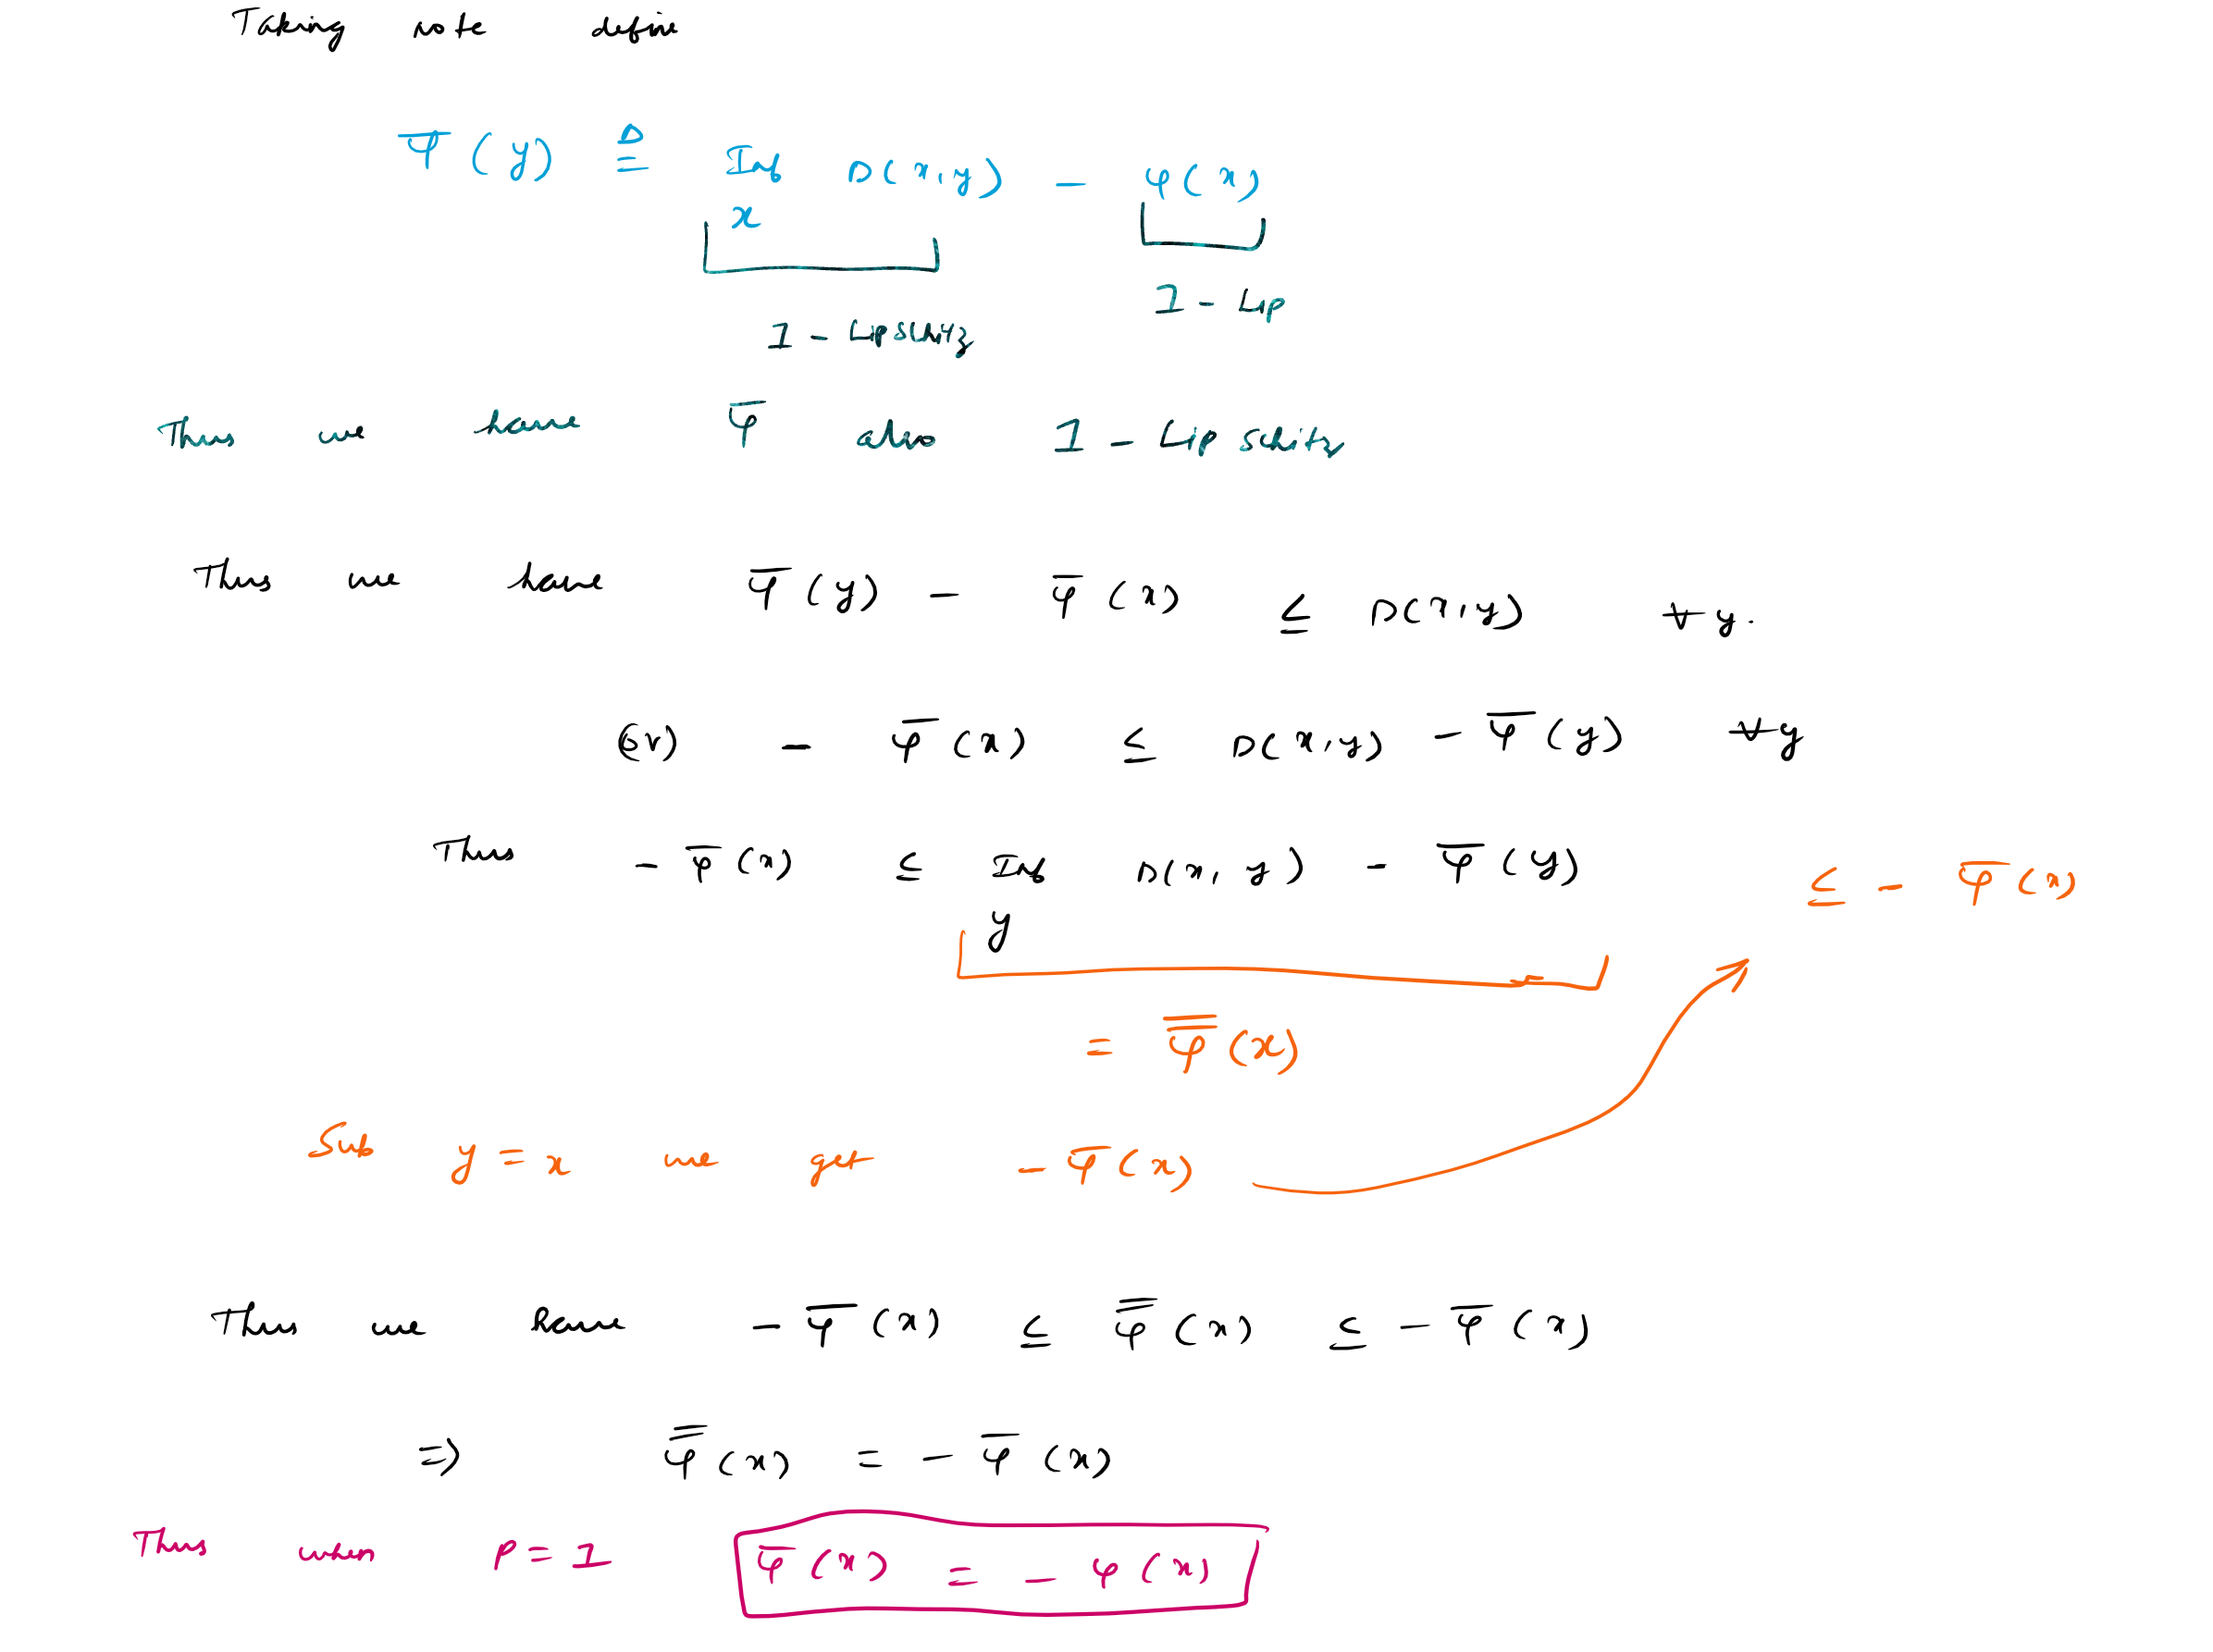 Taking note define
φ̄(y) ≜ Inf D(x,y) − φ(x)
x
1 - Lip
1 - Lipschitz
Thus we have φ̄ also 1 - Lipschitz
Thus we have φ̄(y) − φ̄(x) ≤ D(x,y) ∀y.
(or) − φ̄(x) ≤ D(x,y) − φ̄(y) ∀y
Thus − φ̄(x) ≤ Inf D(x,y) − φ̄(y) ≤ − φ̄(x)
y
= φ̿(x)
Sub y = x we get − φ̄(x)
Thus we have − φ̄(x) ≤ φ̿(x) ≤ − φ̄(x)
⇒ φ̿(x) = − φ̄(x)
Thus when P = 1 φ̄(x) = − φ(x)